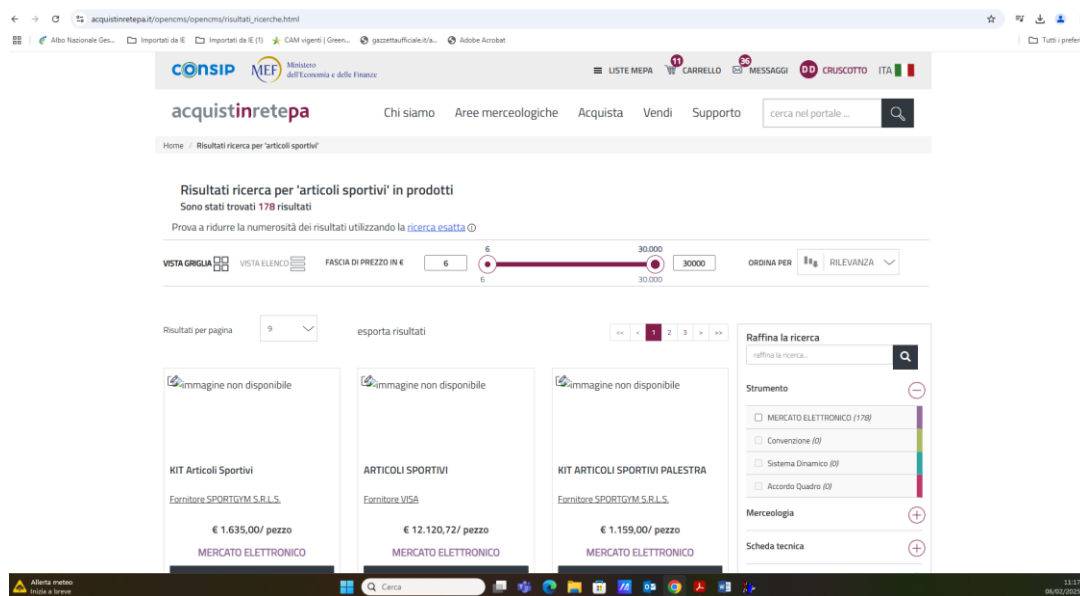 acquistinretepa.it/opencms/opencms/risultati_ricerche.html
Albo Nazionale Ges... Importati da IE Importati da IE (1) CAM vigenti | Green... gazzettaufficiale.it/a... Adobe Acrobat Tutti i prefer
CONSIP MEF Ministero dell'Economia e delle Finanze LISTE MEPA 11 CARRELLO 36 MESSAGGI DD CRUSCOTTO ITA
acquistinretepa Chi siamo Aree merceologiche Acquista Vendi Supporto cerca nel portale ...
Home / Risultati ricerca per 'articoli sportivi'
Risultati ricerca per 'articoli sportivi' in prodotti
Sono stati trovati 178 risultati
Prova a ridurre la numerosità dei risultati utilizzando la ricerca esatta
6 30.000
VISTA GRIGLIA VISTA ELENCO FASCIA DI PREZZO IN € 6 30000 ORDINA PER RILEVANZA
6 30.000
Risultati per pagina 9 esporta risultati << < 1 2 3 > >>
Raffina la ricerca
raffina la ricerca...
immagine non disponibile immagine non disponibile immagine non disponibile
Strumento
MERCATO ELETTRONICO (178)
Convenzione (0)
Sistema Dinamico (0)
Accordo Quadro (0)
KIT Articoli Sportivi ARTICOLI SPORTIVI KIT ARTICOLI SPORTIVI PALESTRA
Fornitore SPORTGYM S.R.L.S. Fornitore VISA Fornitore SPORTGYM S.R.L.S.
Merceologia
€ 1.635,00/ pezzo € 12.120,72/ pezzo € 1.159,00/ pezzo
Scheda tecnica
MERCATO ELETTRONICO MERCATO ELETTRONICO MERCATO ELETTRONICO
Allerta meteo
Inizia a breve
Cerca
11:17
06/02/2025